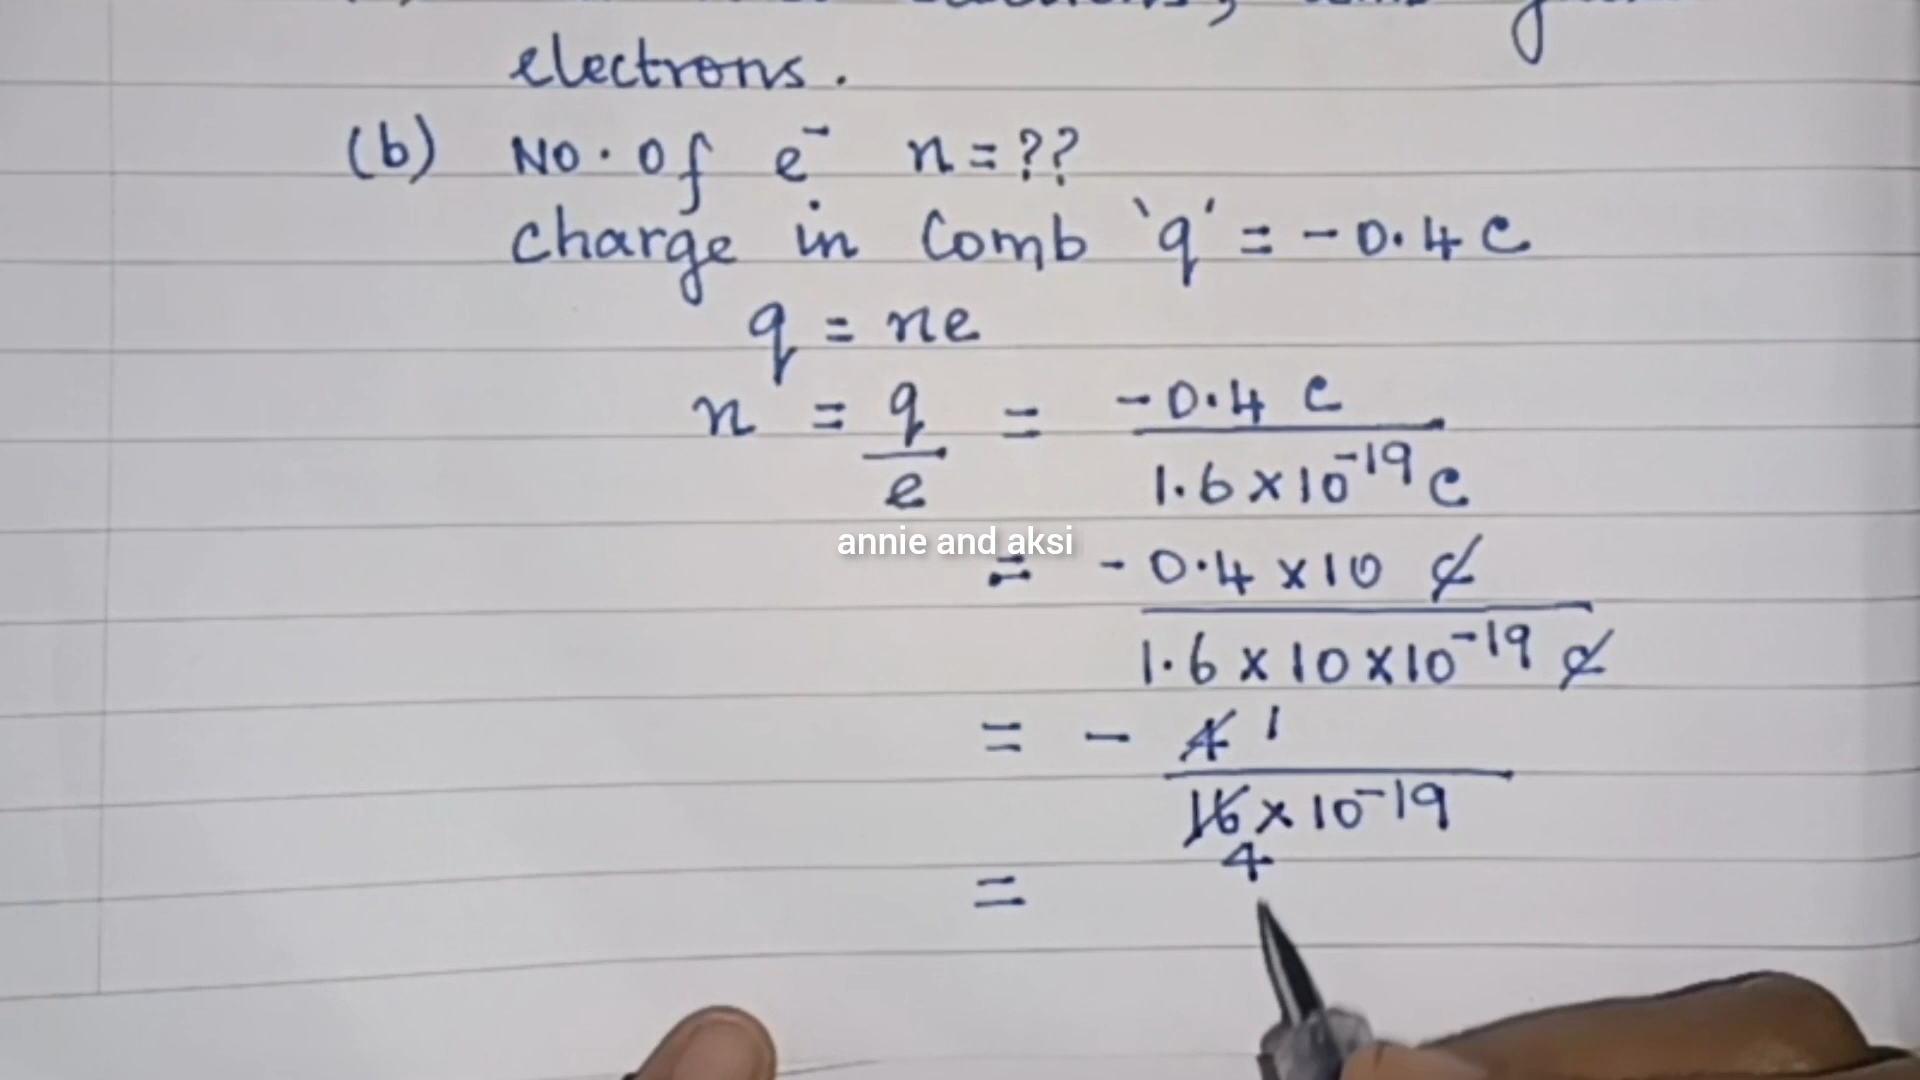 electrons.
(b) No. of e⁻ n = ??
charge in Comb 'q' = -0.4 C
q = ne
n = q/e = -0.4 C / 1.6 × 10⁻¹⁹ C
annie and aksi
= -0.4 × 10 C / 1.6 × 10 × 10⁻¹⁹ C
= - 4 1 / 16 × 10⁻¹⁹
4
=